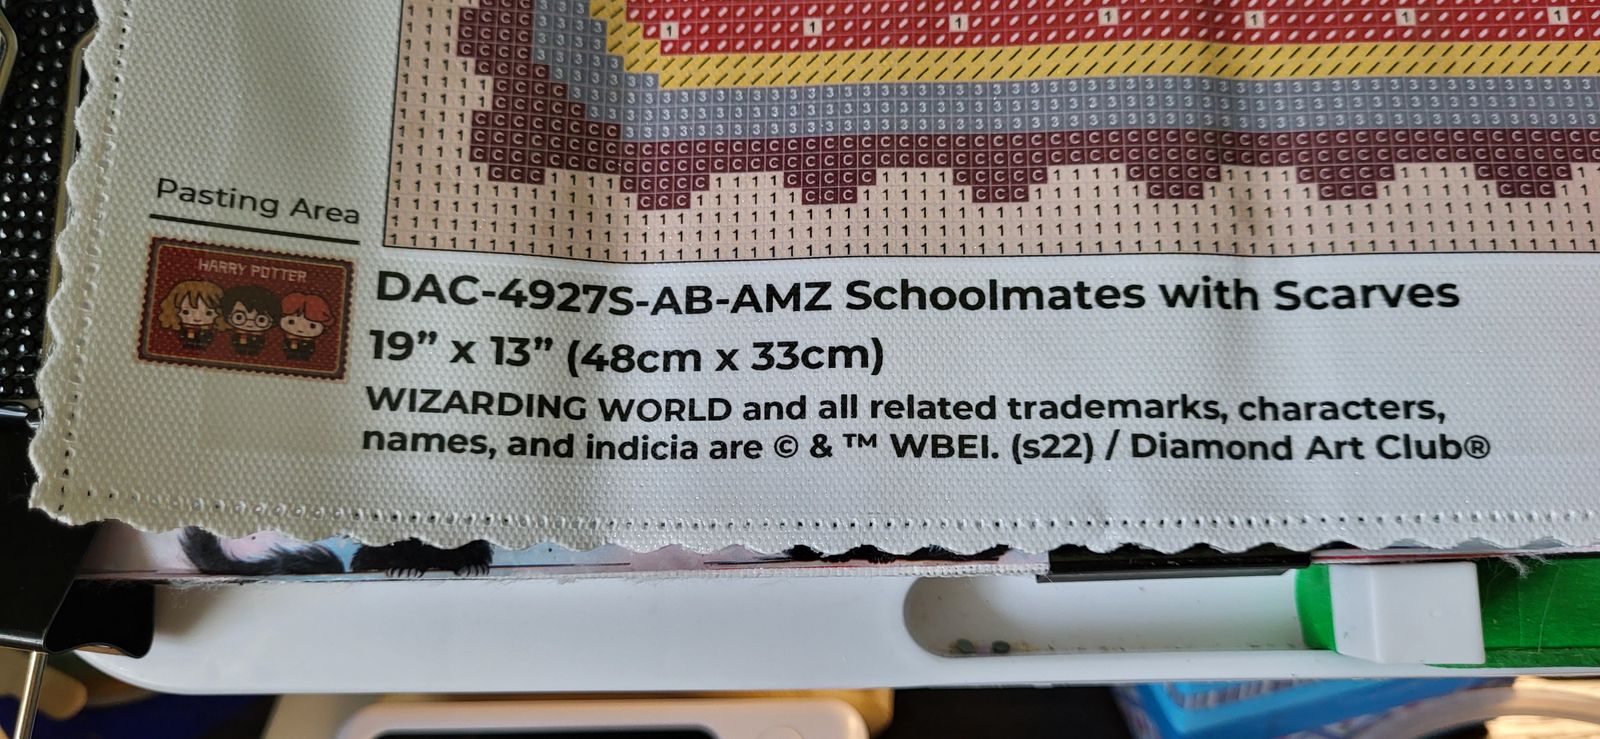 Pasting Area
HARRY POTTER
DAC-4927S-AB-AMZ Schoolmates with Scarves
19” x 13” (48cm x 33cm)
WIZARDING WORLD and all related trademarks, characters,
names, and indicia are © & ™ WBEI. (s22) / Diamond Art Club®